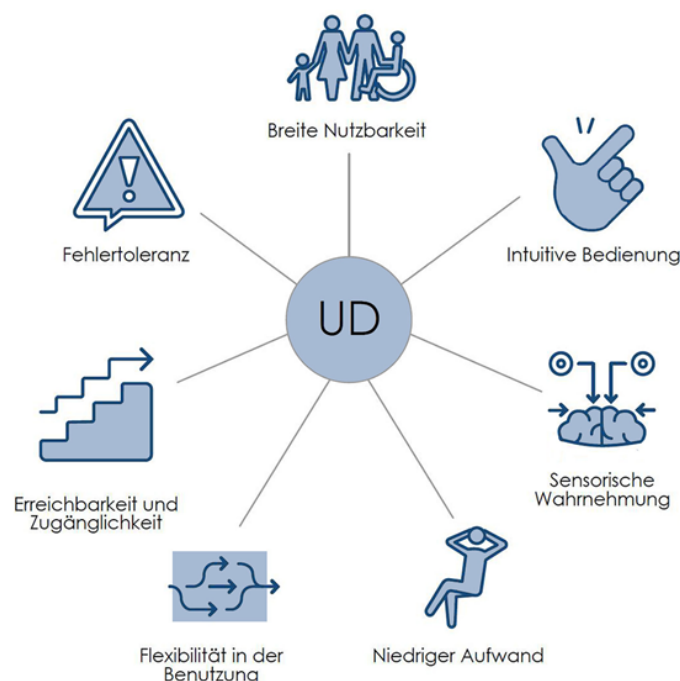 Breite Nutzbarkeit
Intuitive Bedienung
Fehlertoleranz
UD
Sensorische
Wahrnehmung
Erreichbarkeit und
Zugänglichkeit
Niedriger Aufwand
Flexibilität in der
Benutzung